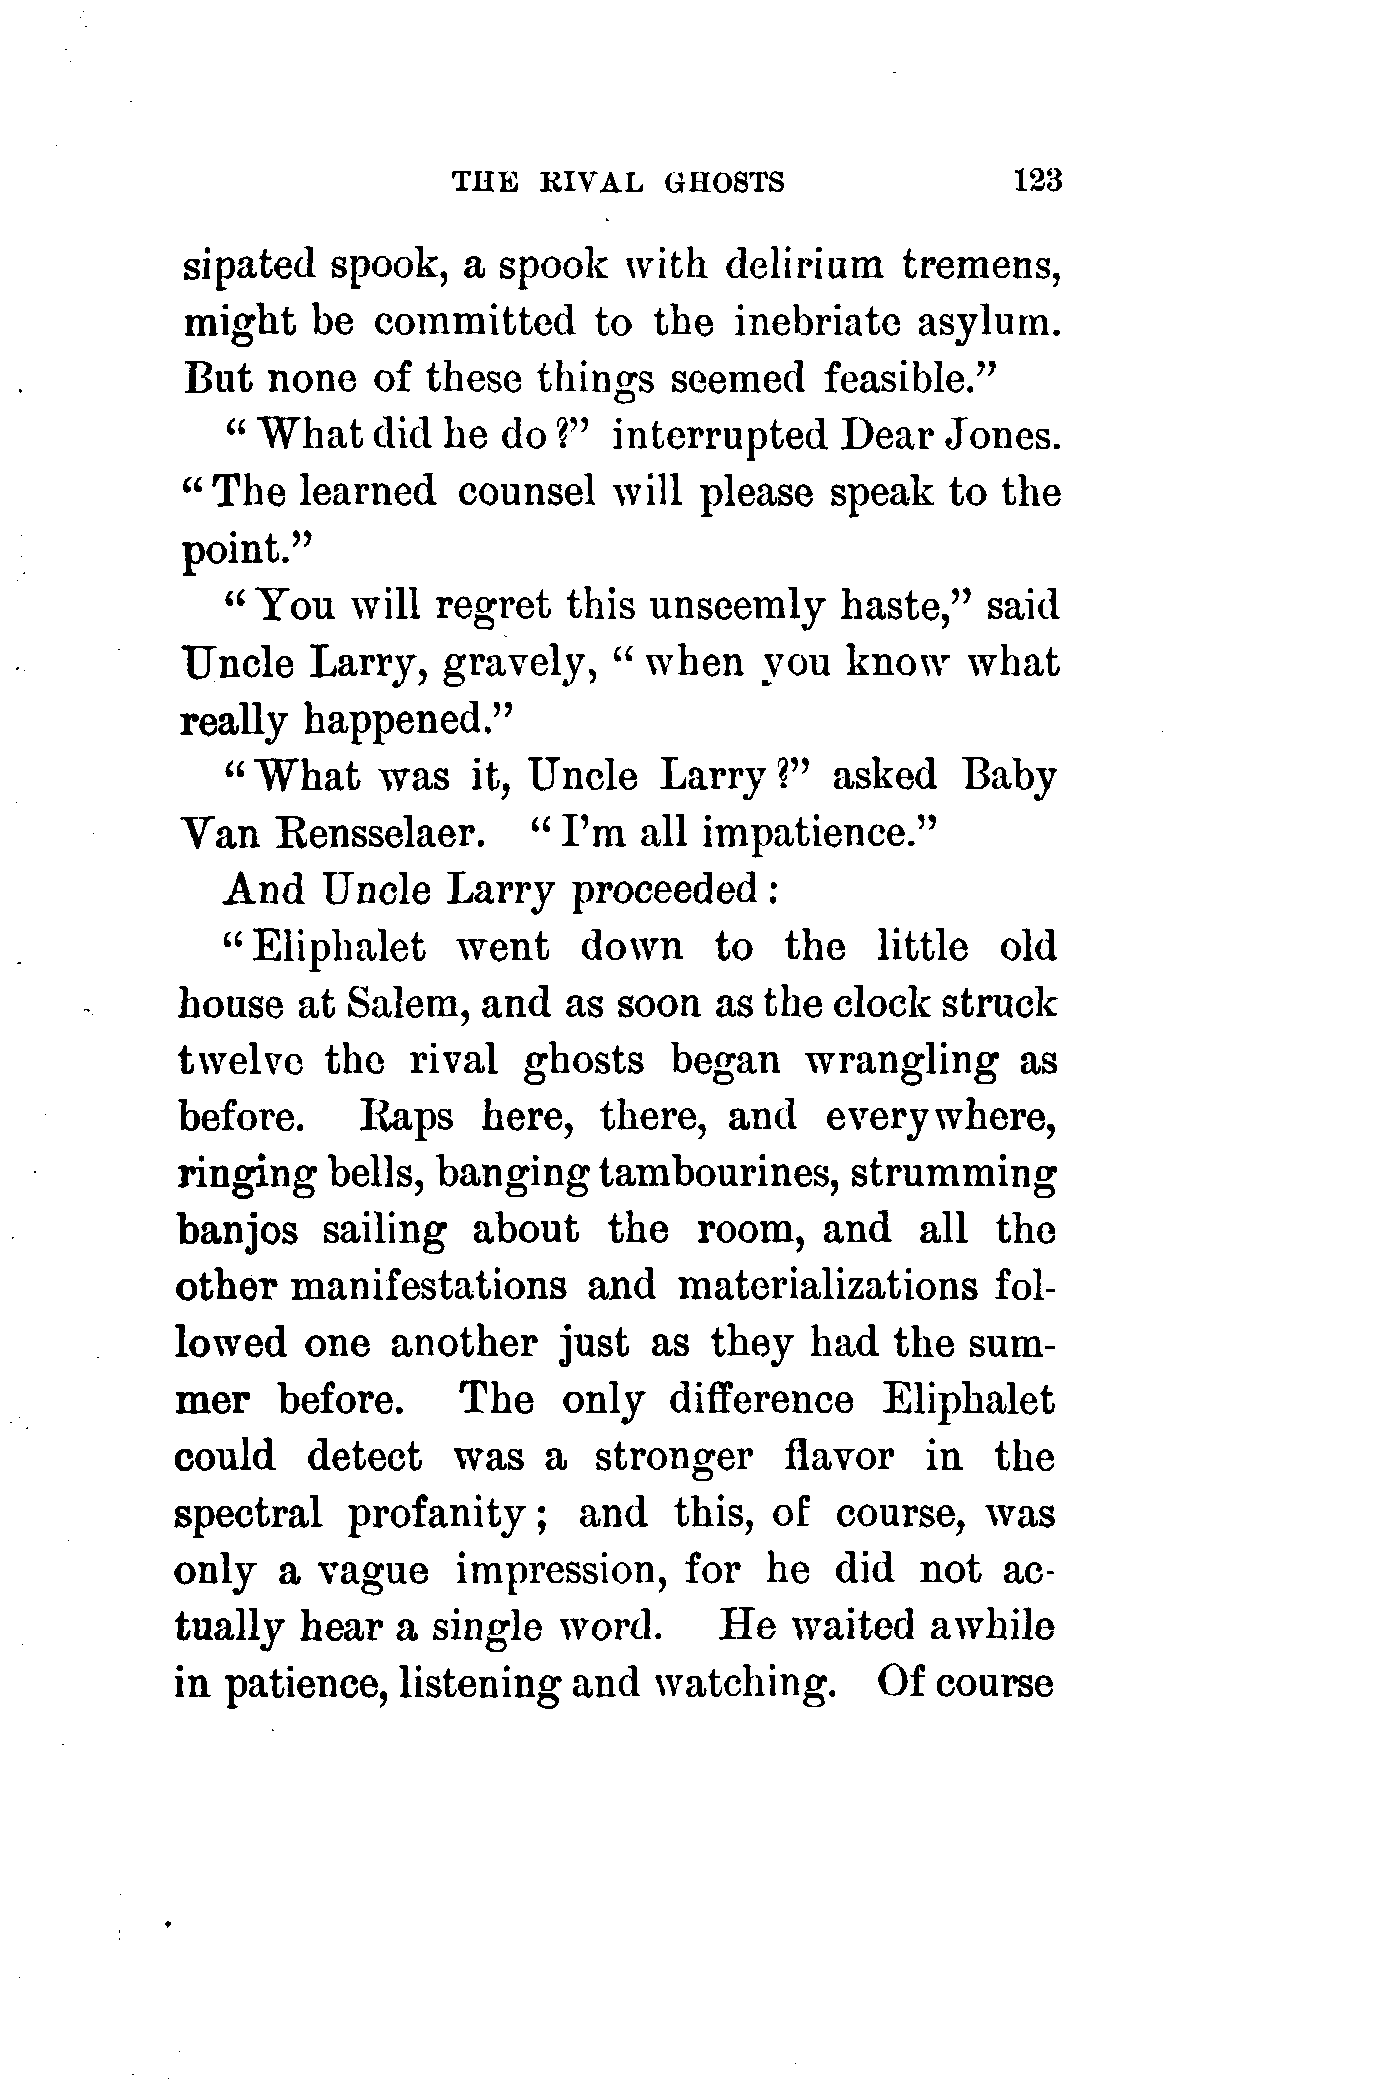 THE RIVAL GHOSTS 123
sipated spook, a spook with delirium tremens,
might be committed to the inebriate asylum.
But none of these things seemed feasible."
"What did he do?" interrupted Dear Jones.
"The learned counsel will please speak to the
point."
"You will regret this unseemly haste," said
Uncle Larry, gravely, "when you know what
really happened."
"What was it, Uncle Larry?" asked Baby
Van Rensselaer. "I'm all impatience."
And Uncle Larry proceeded:
"Eliphalet went down to the little old
house at Salem, and as soon as the clock struck
twelve the rival ghosts began wrangling as
before. Raps here, there, and everywhere,
ringing bells, banging tambourines, strumming
banjos sailing about the room, and all the
other manifestations and materializations fol-
lowed one another just as they had the sum-
mer before. The only difference Eliphalet
could detect was a stronger flavor in the
spectral profanity; and this, of course, was
only a vague impression, for he did not ac-
tually hear a single word. He waited awhile
in patience, listening and watching. Of course